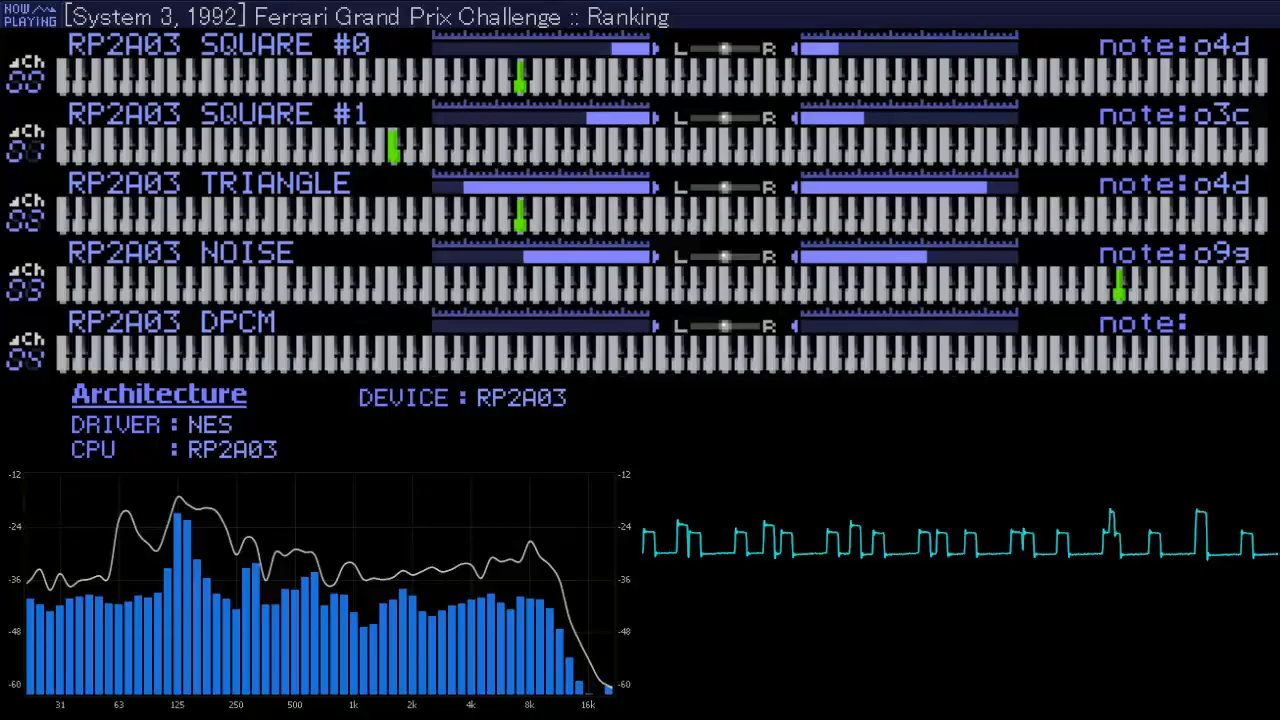 NOW PLAYING [System 3, 1992] Ferrari Grand Prix Challenge :: Ranking
RP2A03 SQUARE #0 L R note:o4d
Ch 00
RP2A03 SQUARE #1 L R note:o3c
Ch
RP2A03 TRIANGLE L R note:o4d
Ch
RP2A03 NOISE L R note:o9g
Ch 03
RP2A03 DPCM L R note:
Ch
Architecture
DEVICE : RP2A03
DRIVER : NES
CPU : RP2A03
-12 -12
-24 -24
-36 -36
-48 -48
-60 -60
31 63 125 250 500 1k 2k 4k 8k 16k